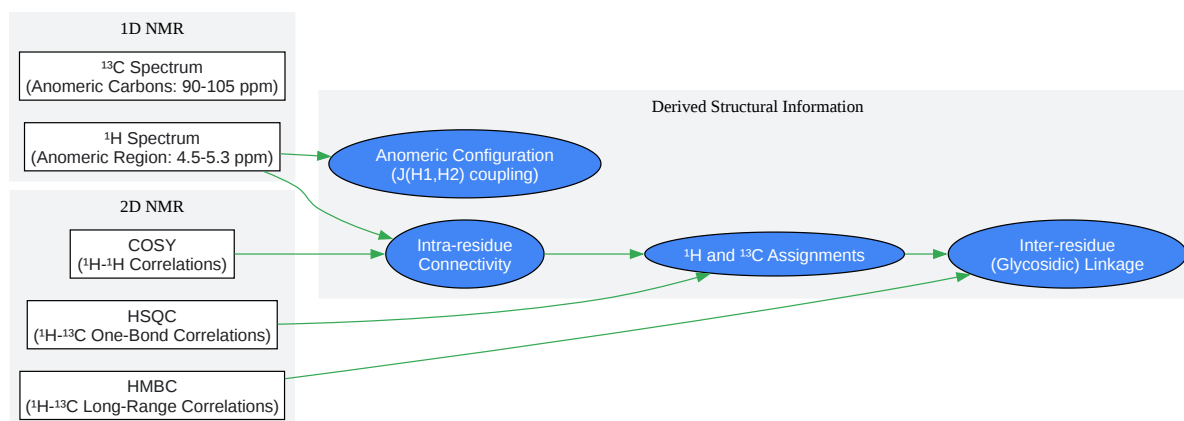 1D NMR
¹³C Spectrum
(Anomeric Carbons: 90-105 ppm)
¹H Spectrum
(Anomeric Region: 4.5-5.3 ppm)
2D NMR
COSY
(¹H-¹H Correlations)
HSQC
(¹H-¹³C One-Bond Correlations)
HMBC
(¹H-¹³C Long-Range Correlations)
Derived Structural Information
Anomeric Configuration
(J(H1,H2) coupling)
Intra-residue
Connectivity
¹H and ¹³C Assignments
Inter-residue
(Glycosidic) Linkage